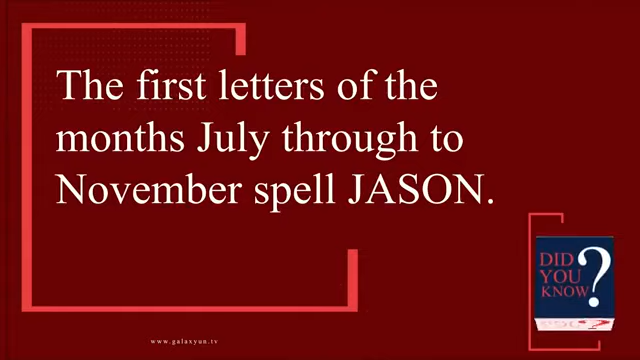 The first letters of the
months July through to
November spell JASON.
DID
YOU
KNOW
?
www.galaxyun.tv